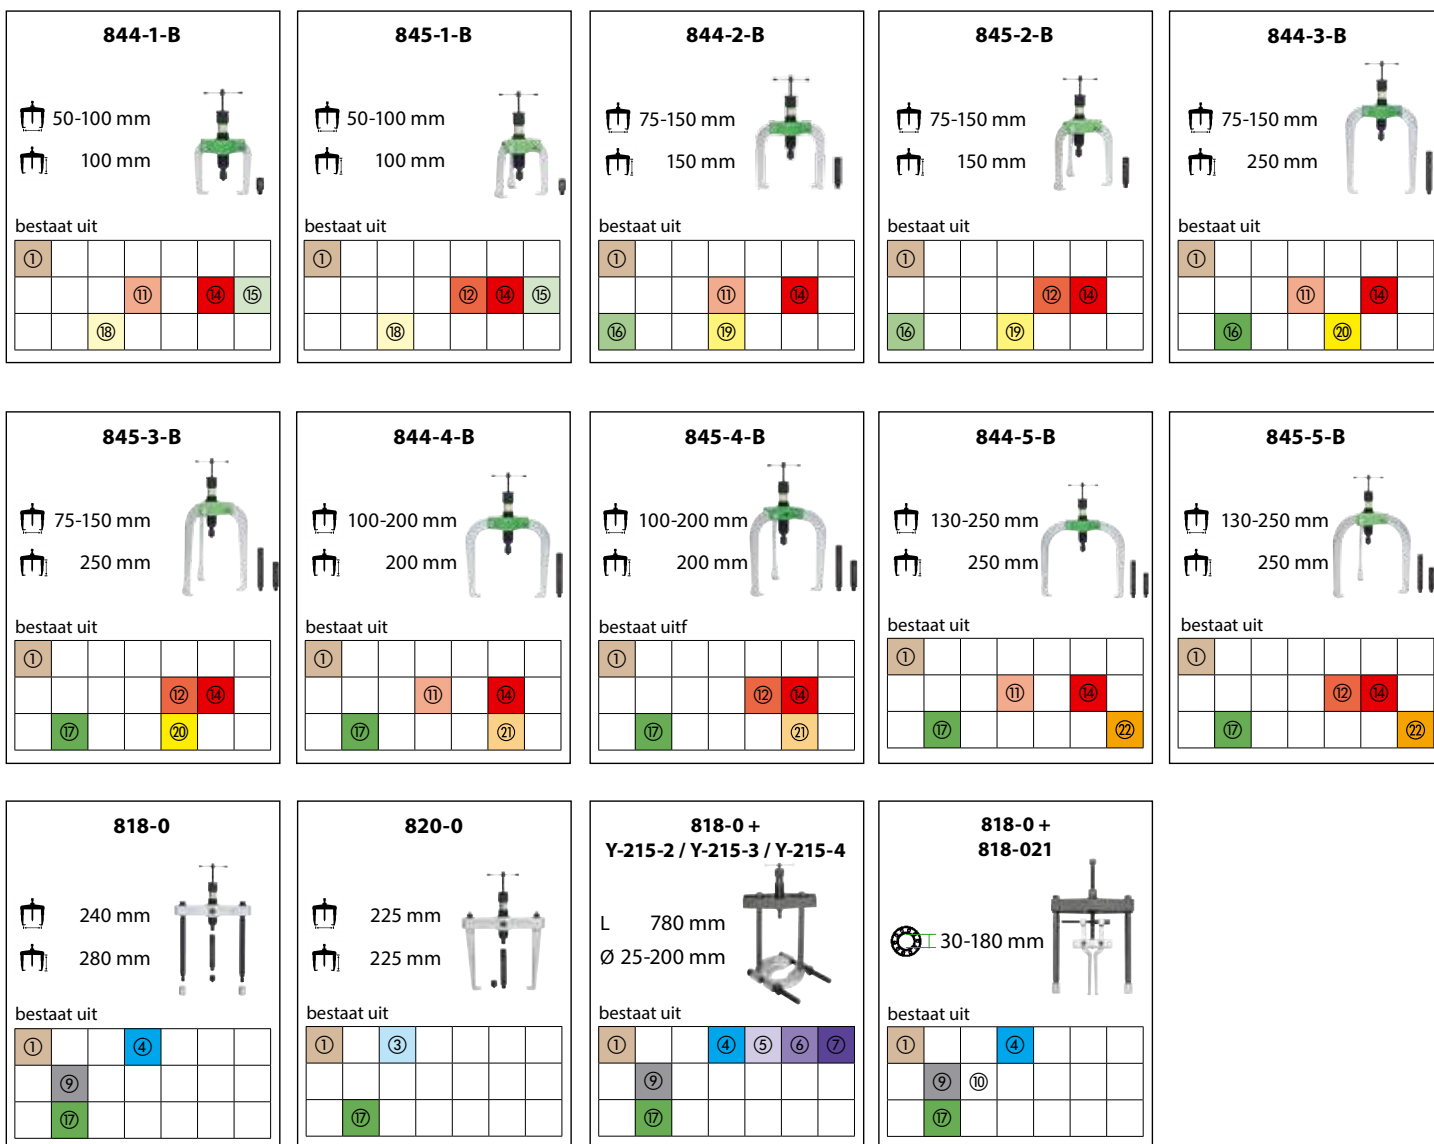 844-1-B
50-100 mm
100 mm
bestaat uit
①
⑪ ⑭ ⑮
⑱
845-1-B
50-100 mm
100 mm
bestaat uit
①
⑫ ⑭ ⑮
⑱
844-2-B
75-150 mm
150 mm
bestaat uit
①
⑪ ⑭
⑯ ⑲
845-2-B
75-150 mm
150 mm
bestaat uit
①
⑫ ⑭
⑯ ⑲
844-3-B
75-150 mm
250 mm
bestaat uit
①
⑪ ⑭
⑯ ⑳
845-3-B
75-150 mm
250 mm
bestaat uit
①
⑫ ⑭
⑰ ⑳
844-4-B
100-200 mm
200 mm
bestaat uit
①
⑪ ⑭
⑰ ㉑
845-4-B
100-200 mm
200 mm
bestaat uitf
①
⑫ ⑭
⑰ ㉑
844-5-B
130-250 mm
250 mm
bestaat uit
①
⑪ ⑭
⑰ ㉒
845-5-B
130-250 mm
250 mm
bestaat uit
①
⑫ ⑭
⑰ ㉒
818-0
240 mm
280 mm
bestaat uit
① ④
⑨
⑰
820-0
225 mm
225 mm
bestaat uit
① ③
⑰
818-0 +
Y-215-2 / Y-215-3 / Y-215-4
L 780 mm
Ø 25-200 mm
bestaat uit
① ④ ⑤ ⑥ ⑦
⑨
⑰
818-0 +
818-021
30-180 mm
bestaat uit
① ④
⑨ ⑩
⑰